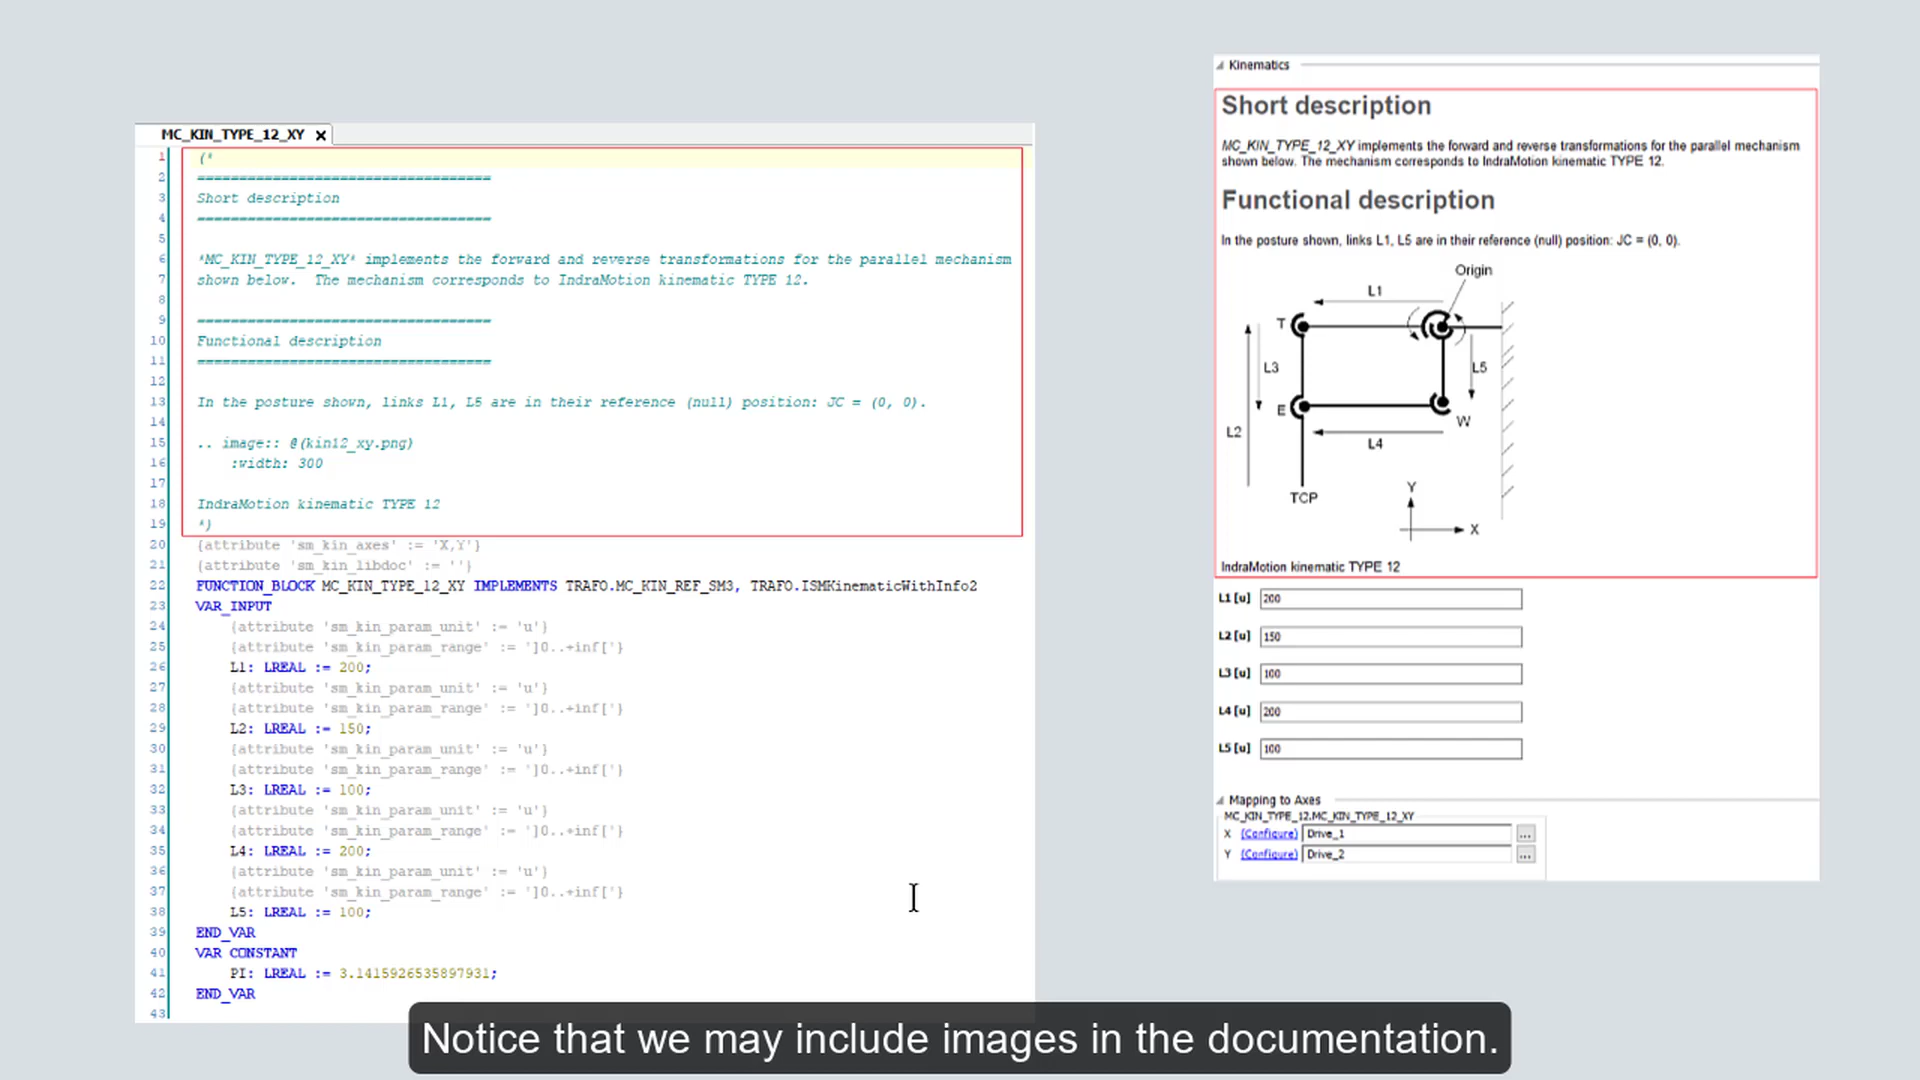 MC_KIN_TYPE_12_XY
1 (*
2 ===================================
3 Short description
4 ===================================
5
6 *MC_KIN_TYPE_12_XY* implements the forward and reverse transformations for the parallel mechanism
7 shown below.  The mechanism corresponds to IndraMotion kinematic TYPE 12.
8
9 ===================================
10 Functional description
11 ===================================
12
13 In the posture shown, links L1, L5 are in their reference (null) position: JC = (0, 0).
14
15 .. image:: @(kin12_xy.png)
16 :width: 300
17
18 IndraMotion kinematic TYPE 12
19 *)
20 {attribute 'sm_kin_axes' := 'X,Y'}
21 {attribute 'sm_kin_libdoc' := ''}
22 FUNCTION_BLOCK MC_KIN_TYPE_12_XY IMPLEMENTS TRAFO.MC_KIN_REF_SM3, TRAFO.ISMKinematicWithInfo2
23 VAR_INPUT
24 {attribute 'sm_kin_param_unit' := 'u'}
25 {attribute 'sm_kin_param_range' := ']0..+inf['}
26 L1: LREAL := 200;
27 {attribute 'sm_kin_param_unit' := 'u'}
28 {attribute 'sm_kin_param_range' := ']0..+inf['}
29 L2: LREAL := 150;
30 {attribute 'sm_kin_param_unit' := 'u'}
31 {attribute 'sm_kin_param_range' := ']0..+inf['}
32 L3: LREAL := 100;
33 {attribute 'sm_kin_param_unit' := 'u'}
34 {attribute 'sm_kin_param_range' := ']0..+inf['}
35 L4: LREAL := 200;
36 {attribute 'sm_kin_param_unit' := 'u'}
37 {attribute 'sm_kin_param_range' := ']0..+inf['}
38 L5: LREAL := 100;
39 END_VAR
40 VAR CONSTANT
41 PI: LREAL := 3.1415926535897931;
42 END_VAR
43
Kinematics
Short description
MC_KIN_TYPE_12_XY implements the forward and reverse transformations for the parallel mechanism
shown below. The mechanism corresponds to IndraMotion kinematic TYPE 12.
Functional description
In the posture shown, links L1, L5 are in their reference (null) position: JC = (0, 0).
Origin
L1
T
L3
L5
E
W
L2
L4
TCP
Y
X
IndraMotion kinematic TYPE 12
L1 [u] 200
L2 [u] 150
L3 [u] 100
L4 [u] 200
L5 [u] 100
Mapping to Axes
MC_KIN_TYPE_12.MC_KIN_TYPE_12_XY
X (Configure) Drive_1 ...
Y (Configure) Drive_2 ...
Notice that we may include images in the documentation.